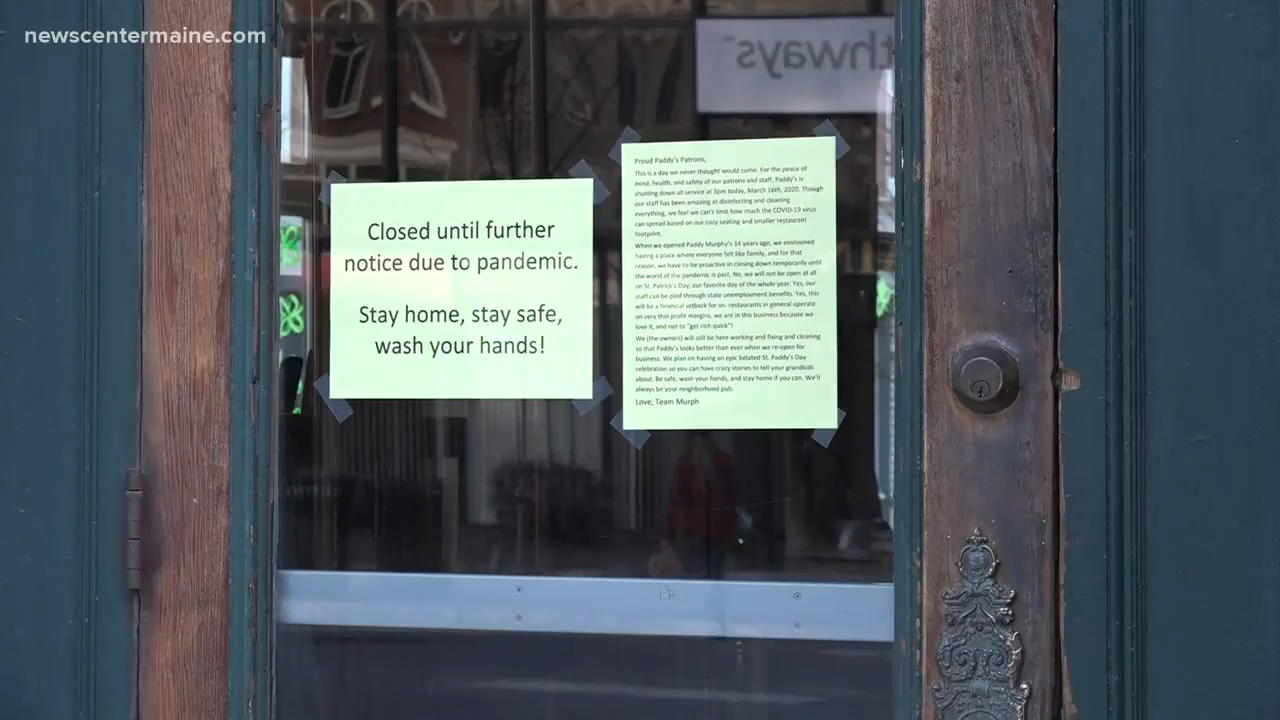 newscentermaine.com
thways
Closed until further
notice due to pandemic.
Stay home, stay safe,
wash your hands!
Proud Paddy's Patrons,
This is a day we never thought would come. For the peace of
mind, health, and safety of our patrons and staff, Paddy's is
shutting down all service at 3pm today, March 16th, 2020. Though
our staff has been amazing at disinfecting and cleaning
everything, we feel we can't limit how much the COVID-19 virus
can spread based on our cozy seating and smaller restaurant
footprint.
When we opened Paddy Murphy's 14 years ago, we envisioned
having a place where everyone felt like family, and for that
reason, we have to be proactive in closing down temporarily until
the worst of the pandemic is past. No, we will not be open at all
on St. Patrick's Day, our favorite day of the whole year. Yes, our
staff can be paid through state unemployment benefits. Yes, this
will be a financial setback for us- restaurants in general operate
on very thin profit margins, we are in this business because we
love it, and not to "get rich quick"!
We (the owners) will still be here working and fixing and cleaning
so that Paddy's looks better than ever when we re-open for
business. We plan on having an epic belated St. Paddy's Day
celebration so you can have crazy stories to tell your grandkids
about. Be safe, wash your hands, and stay home if you can. We'll
always be your neighborhood pub.
Love, Team Murph